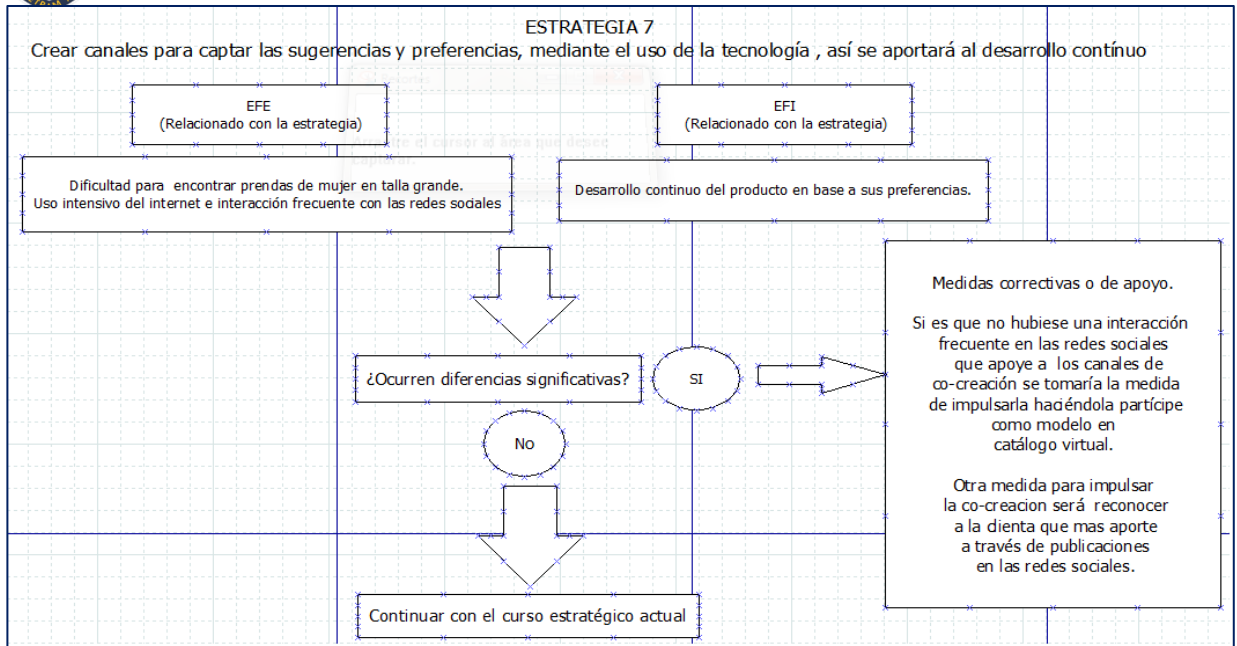 ESTRATEGIA 7
Crear canales para captar las sugerencias y preferencias, mediante el uso de la tecnología , así se aportará al desarrollo contínuo
EFE
(Relacionado con la estrategia)
EFI
(Relacionado con la estrategia)
Dificultad para encontrar prendas de mujer en talla grande.
Uso intensivo del internet e interacción frecuente con las redes sociales
Desarrollo continuo del producto en base a sus preferencias.
¿Ocurren diferencias significativas?
SI
No
Continuar con el curso estratégico actual
Medidas correctivas o de apoyo.
Si es que no hubiese una interacción
frecuente en las redes sociales
que apoye a los canales de
co-creación se tomaría la medida
de impulsarla haciéndola partícipe
como modelo en
catálogo virtual.
Otra medida para impulsar
la co-creacion será reconocer
a la clienta que mas aporte
a través de publicaciones
en las redes sociales.